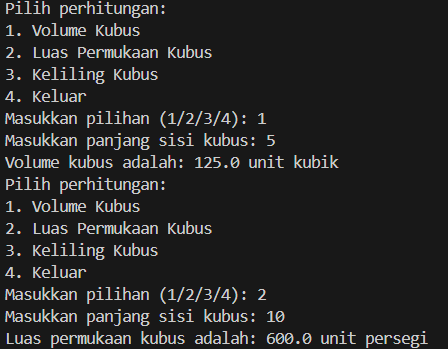 Pilih perhitungan:
1. Volume Kubus
2. Luas Permukaan Kubus
3. Keliling Kubus
4. Keluar
Masukkan pilihan (1/2/3/4): 1
Masukkan panjang sisi kubus: 5
Volume kubus adalah: 125.0 unit kubik
Pilih perhitungan:
1. Volume Kubus
2. Luas Permukaan Kubus
3. Keliling Kubus
4. Keluar
Masukkan pilihan (1/2/3/4): 2
Masukkan panjang sisi kubus: 10
Luas permukaan kubus adalah: 600.0 unit persegi